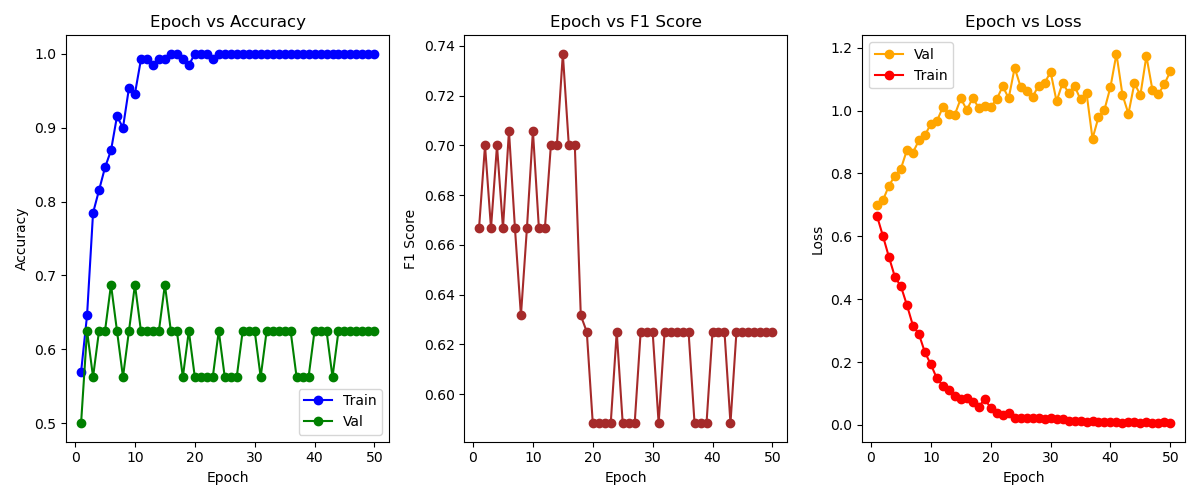 Epoch vs Accuracy
1.0
0.9
0.8
0.7
0.6
0.5
Accuracy
0 10 20 30 40 50
Epoch
Train
Val
Epoch vs F1 Score
0.74
0.72
0.70
0.68
0.66
0.64
0.62
0.60
F1 Score
0 10 20 30 40 50
Epoch
Epoch vs Loss
1.2
1.0
0.8
0.6
0.4
0.2
0.0
Loss
0 10 20 30 40 50
Epoch
Val
Train